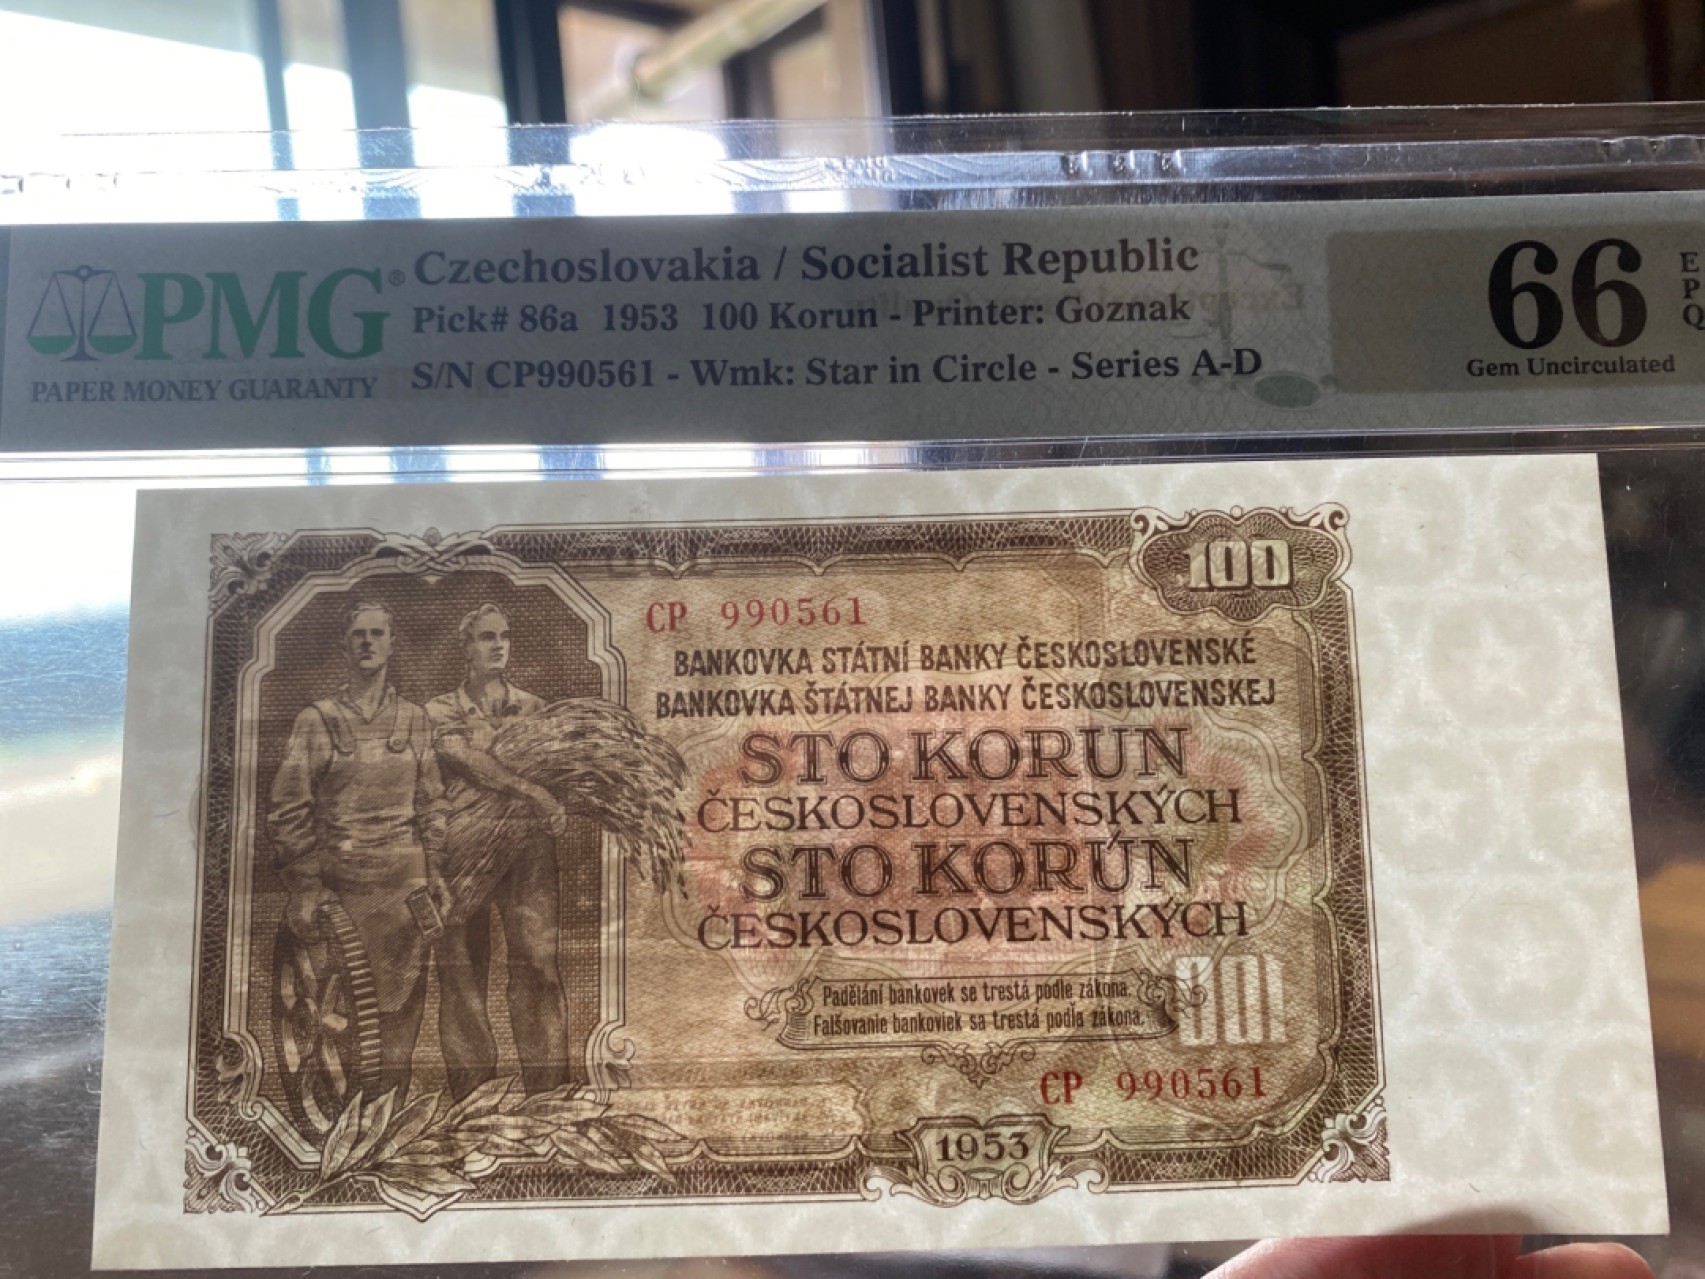 PMG®
PAPER MONEY GUARANTY
Czechoslovakia / Socialist Republic
Pick# 86a 1953 100 Korun - Printer: Goznak
S/N CP990561 - Wmk: Star in Circle - Series A-D
66
EPQ
Gem Uncirculated
100
CP 990561
BANKOVKA STÁTNÍ BANKY ČESKOSLOVENSKÉ
BANKOVKA ŠTÁTNEJ BANKY ČESKOSLOVENSKEJ
STO KORUN
ČESKOSLOVENSKÝCH
STO KORÚN
ČESKOSLOVENSKÝCH
Padělání bankovek se trestá podle zákona.
Falšovanie bankoviek sa trestá podľa zákona.
CP 990561
1953